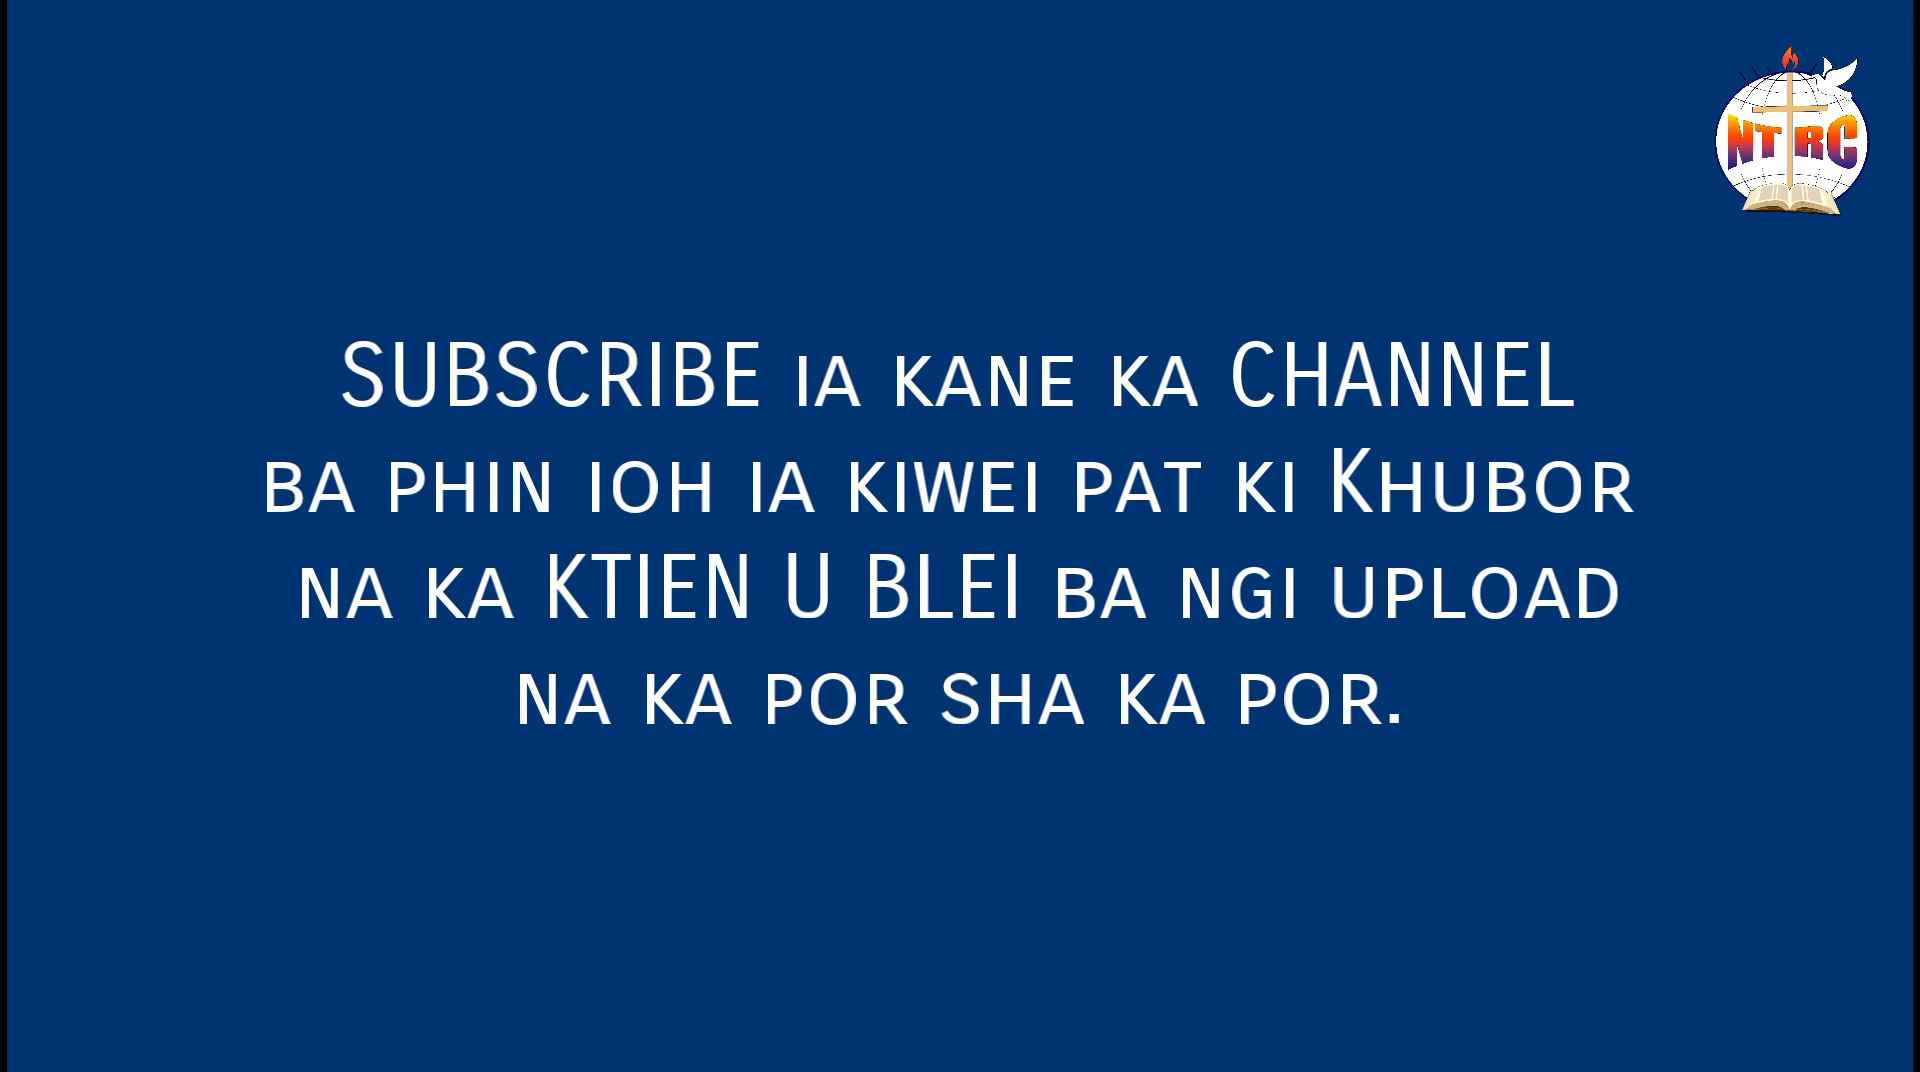 NTRC
SUBSCRIBE ia kane ka CHANNEL
ba phin ioh ia kiwei pat ki Khubor
na ka KTIEN U BLEI ba ngi upload
na ka por sha ka por.